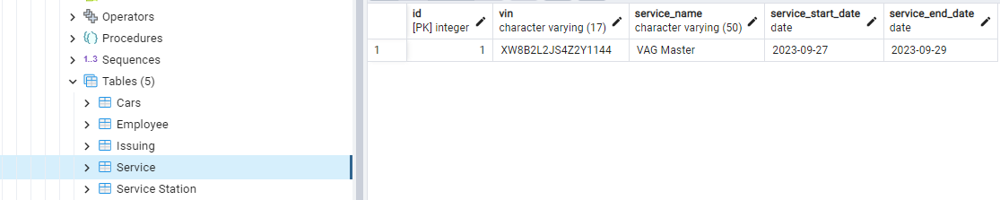 Operators
Procedures
1..3 Sequences
Tables (5)
Cars
Employee
Issuing
Service
Service Station
id
[PK] integer
vin
character varying (17)
service_name
character varying (50)
service_start_date
date
service_end_date
date
1
1
XW8B2L2JS4Z2Y1144
VAG Master
2023-09-27
2023-09-29